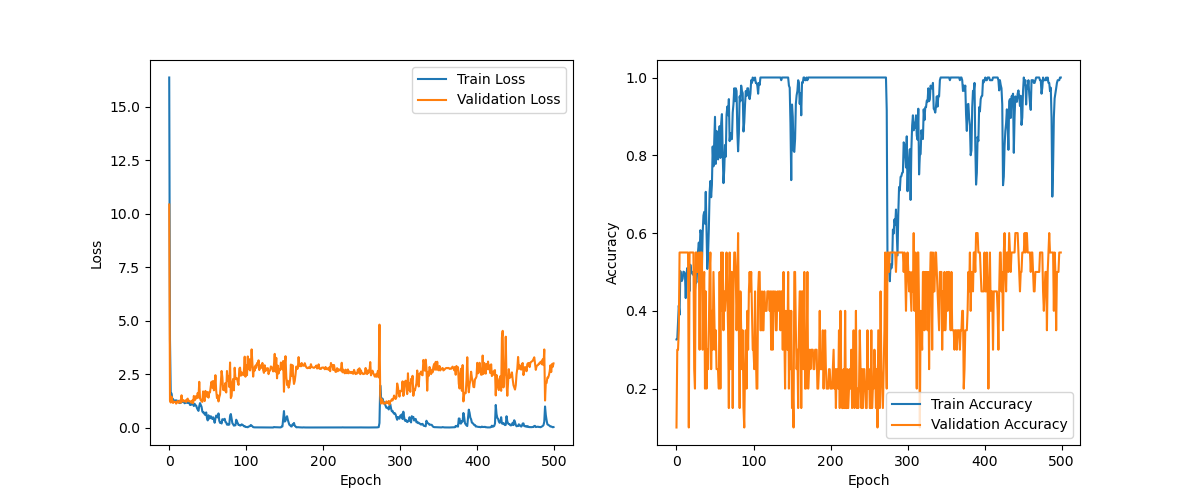 Train Loss
Validation Loss
15.0
12.5
10.0
7.5
5.0
2.5
0.0
Loss
0 100 200 300 400 500
Epoch
1.0
0.8
0.6
0.4
0.2
Accuracy
Train Accuracy
Validation Accuracy
0 100 200 300 400 500
Epoch